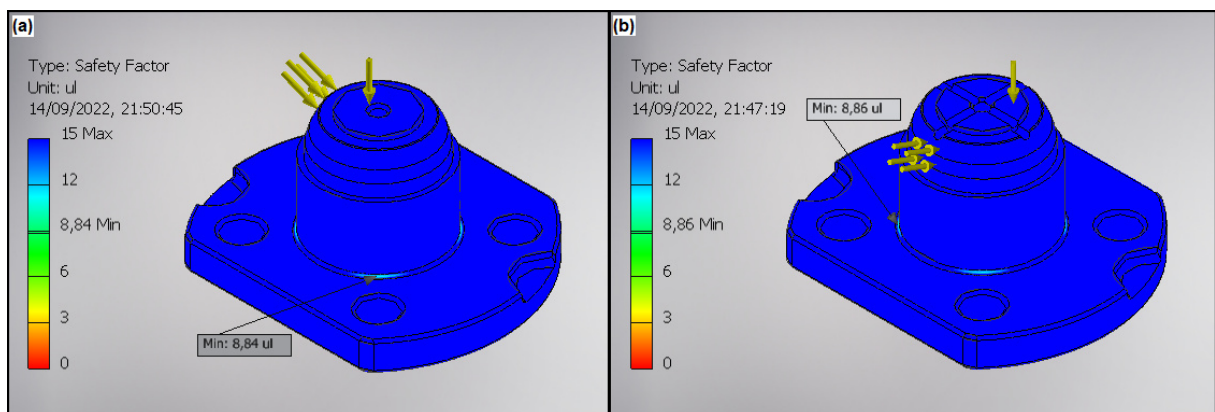 (a)
Type: Safety Factor
Unit: ul
14/09/2022, 21:50:45
15 Max
12
8,84 Min
6
3
0
Min: 8,84 ul
(b)
Type: Safety Factor
Unit: ul
14/09/2022, 21:47:19
Min: 8,86 ul
15 Max
12
8,86 Min
6
3
0